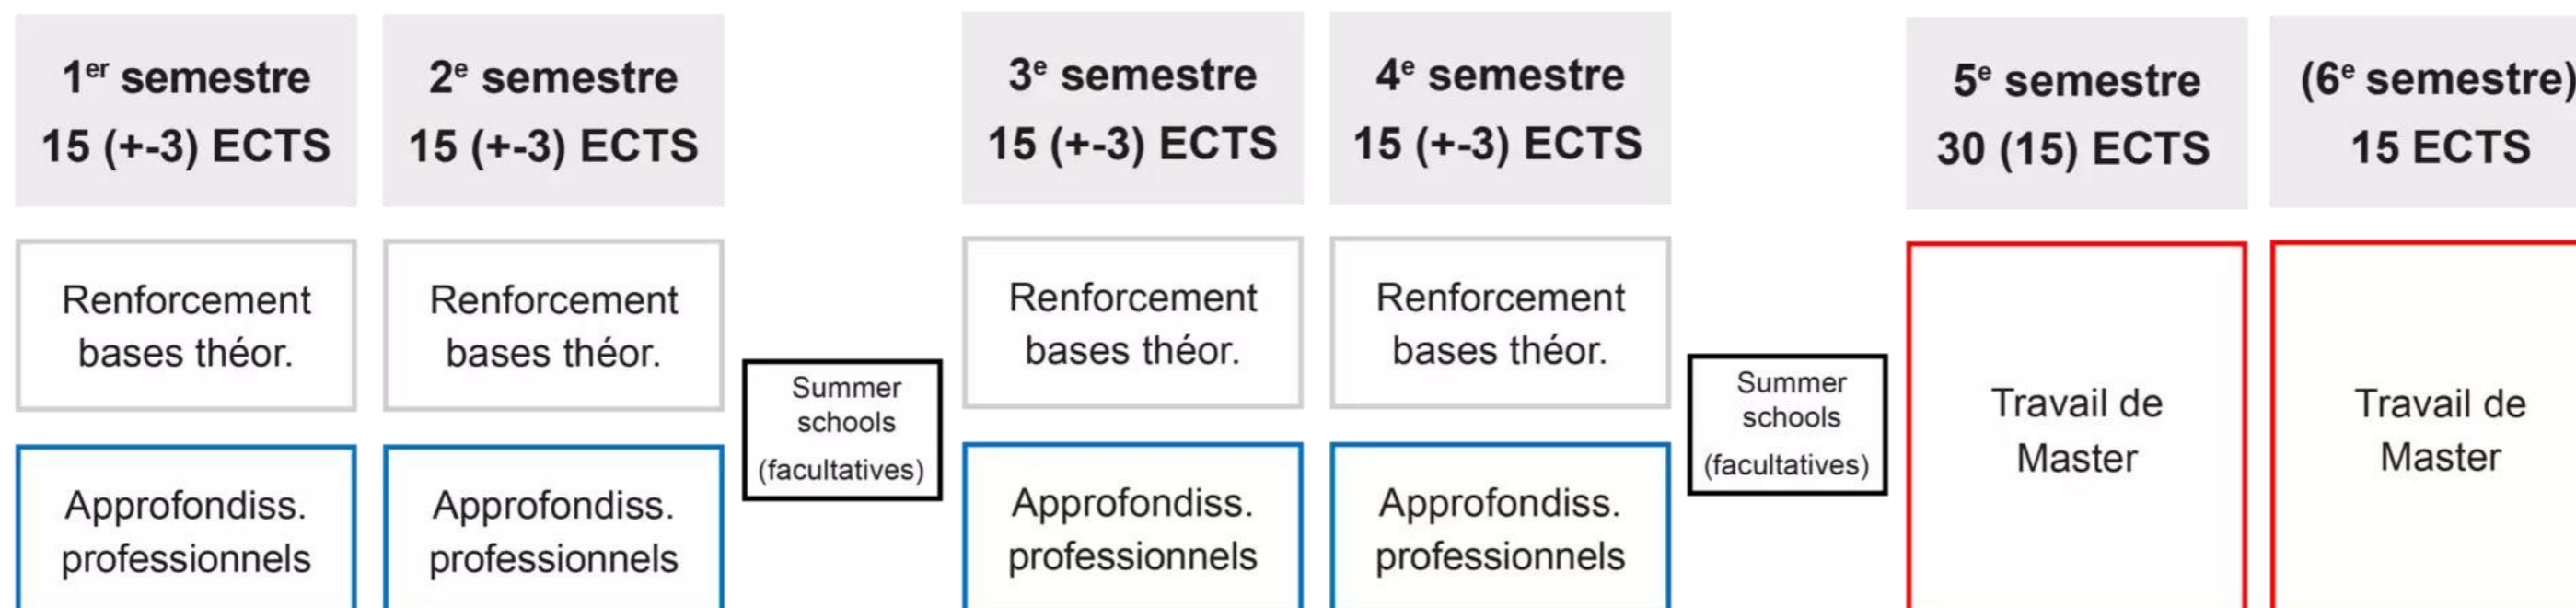 1er semestre
15 (+-3) ECTS
Renforcement
bases théor.
Approfondiss.
professionnels
2e semestre
15 (+-3) ECTS
Renforcement
bases théor.
Approfondiss.
professionnels
Summer
schools
(facultatives)
3e semestre
15 (+-3) ECTS
Renforcement
bases théor.
Approfondiss.
professionnels
4e semestre
15 (+-3) ECTS
Renforcement
bases théor.
Approfondiss.
professionnels
Summer
schools
(facultatives)
5e semestre
30 (15) ECTS
Travail de
Master
(6e semestre)
15 ECTS
Travail de
Master